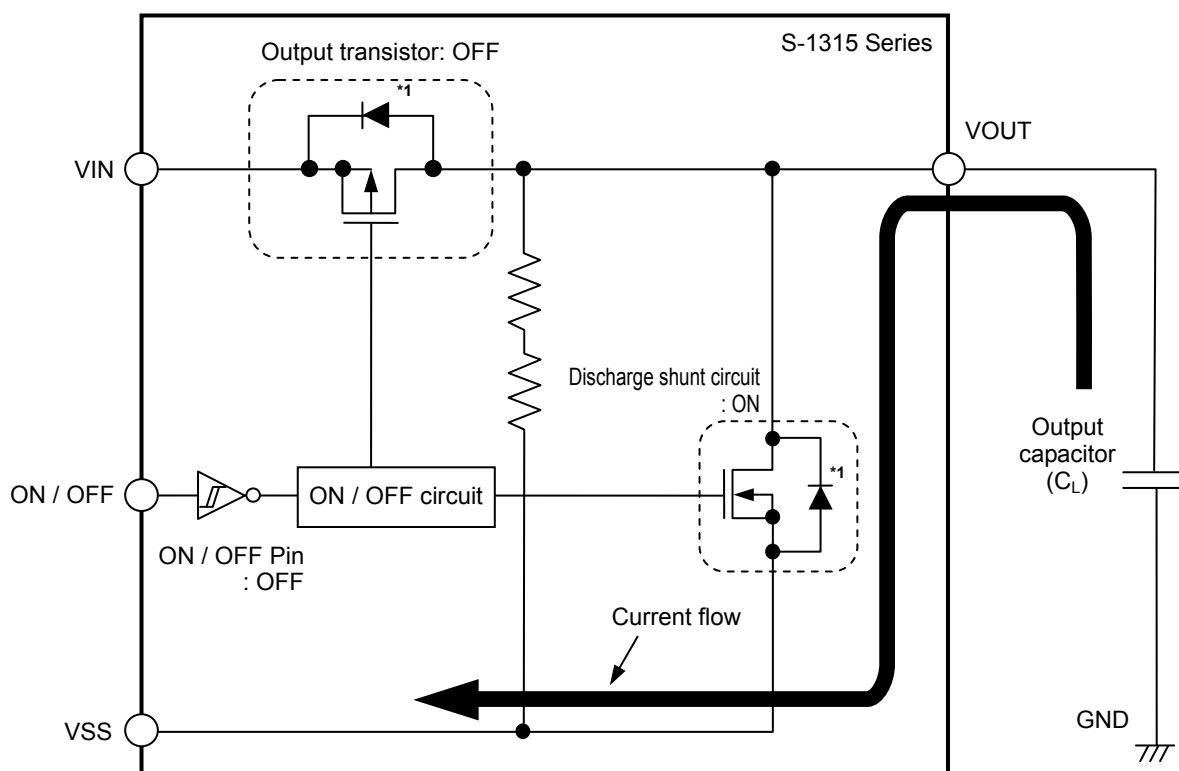 S-1315 Series
Output transistor: OFF
*1
VOUT
VIN
Discharge shunt circuit
: ON
*1
Output
capacitor
(CL)
ON / OFF
ON / OFF circuit
ON / OFF Pin
: OFF
Current flow
GND
VSS